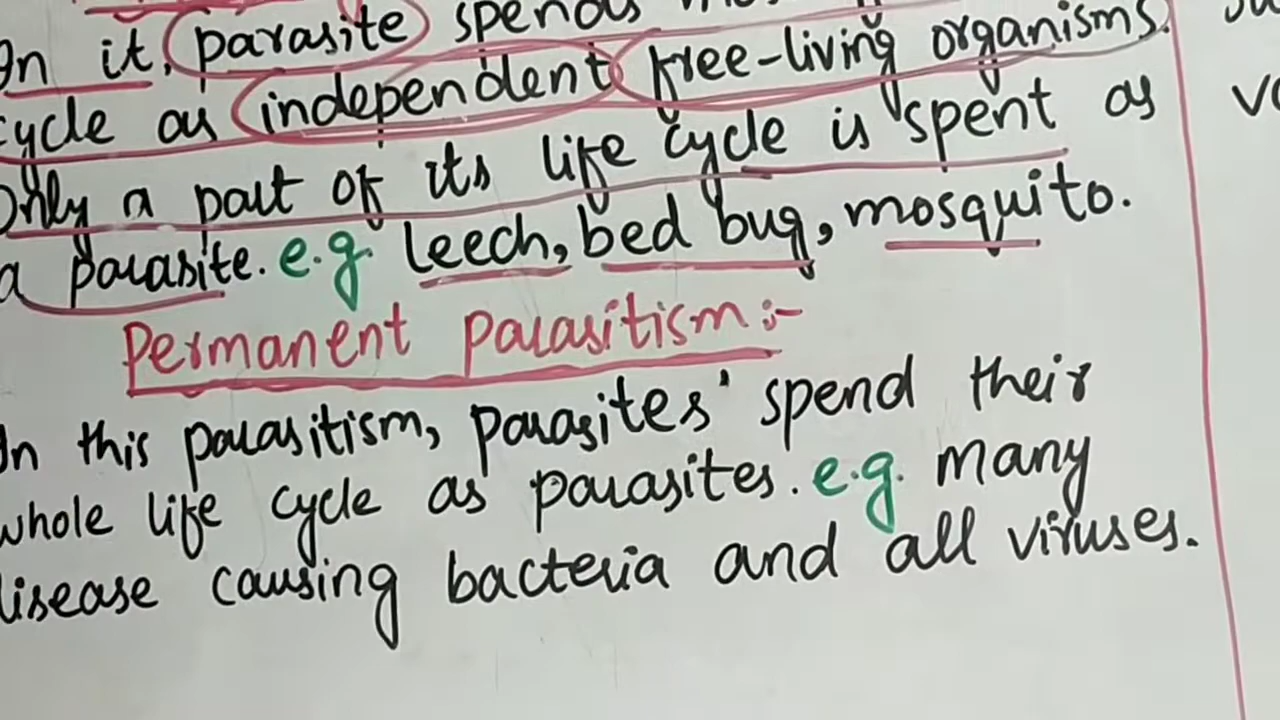 In it, parasite spends
cycle as independent free-living organisms.
Only a part of its life cycle is spent as
a parasite. e.g. leech, bed bug, mosquito.
Permanent Parasitism:-
In this parasitism, parasites' spend their
whole life cycle as parasites. e.g. many
disease causing bacteria and all viruses.